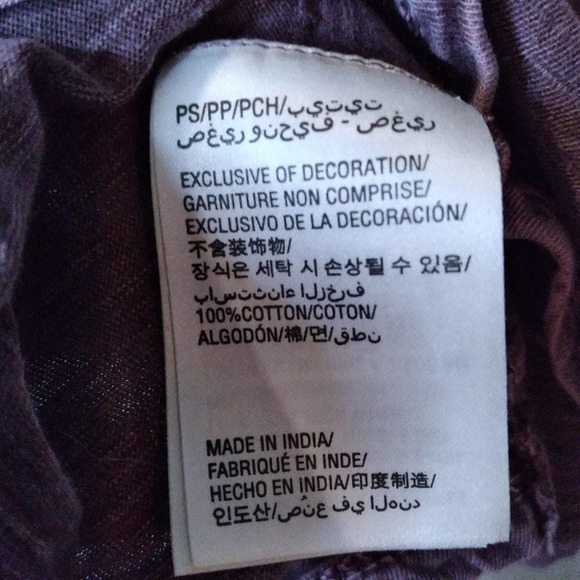 PS/PP/PCH/بيتيت
صغير ونحيف - صغير
EXCLUSIVE OF DECORATION/
GARNITURE NON COMPRISE/
EXCLUSIVO DE LA DECORACIÓN/
不含装饰物/
장식은 세탁 시 손상될 수 있음/
باستثناء الزخرف
100%COTTON/COTON/
ALGODÓN/棉/면/قطن
MADE IN INDIA/
FABRIQUÉ EN INDE/
HECHO EN INDIA/印度制造/
인도산/صُنع في الهند